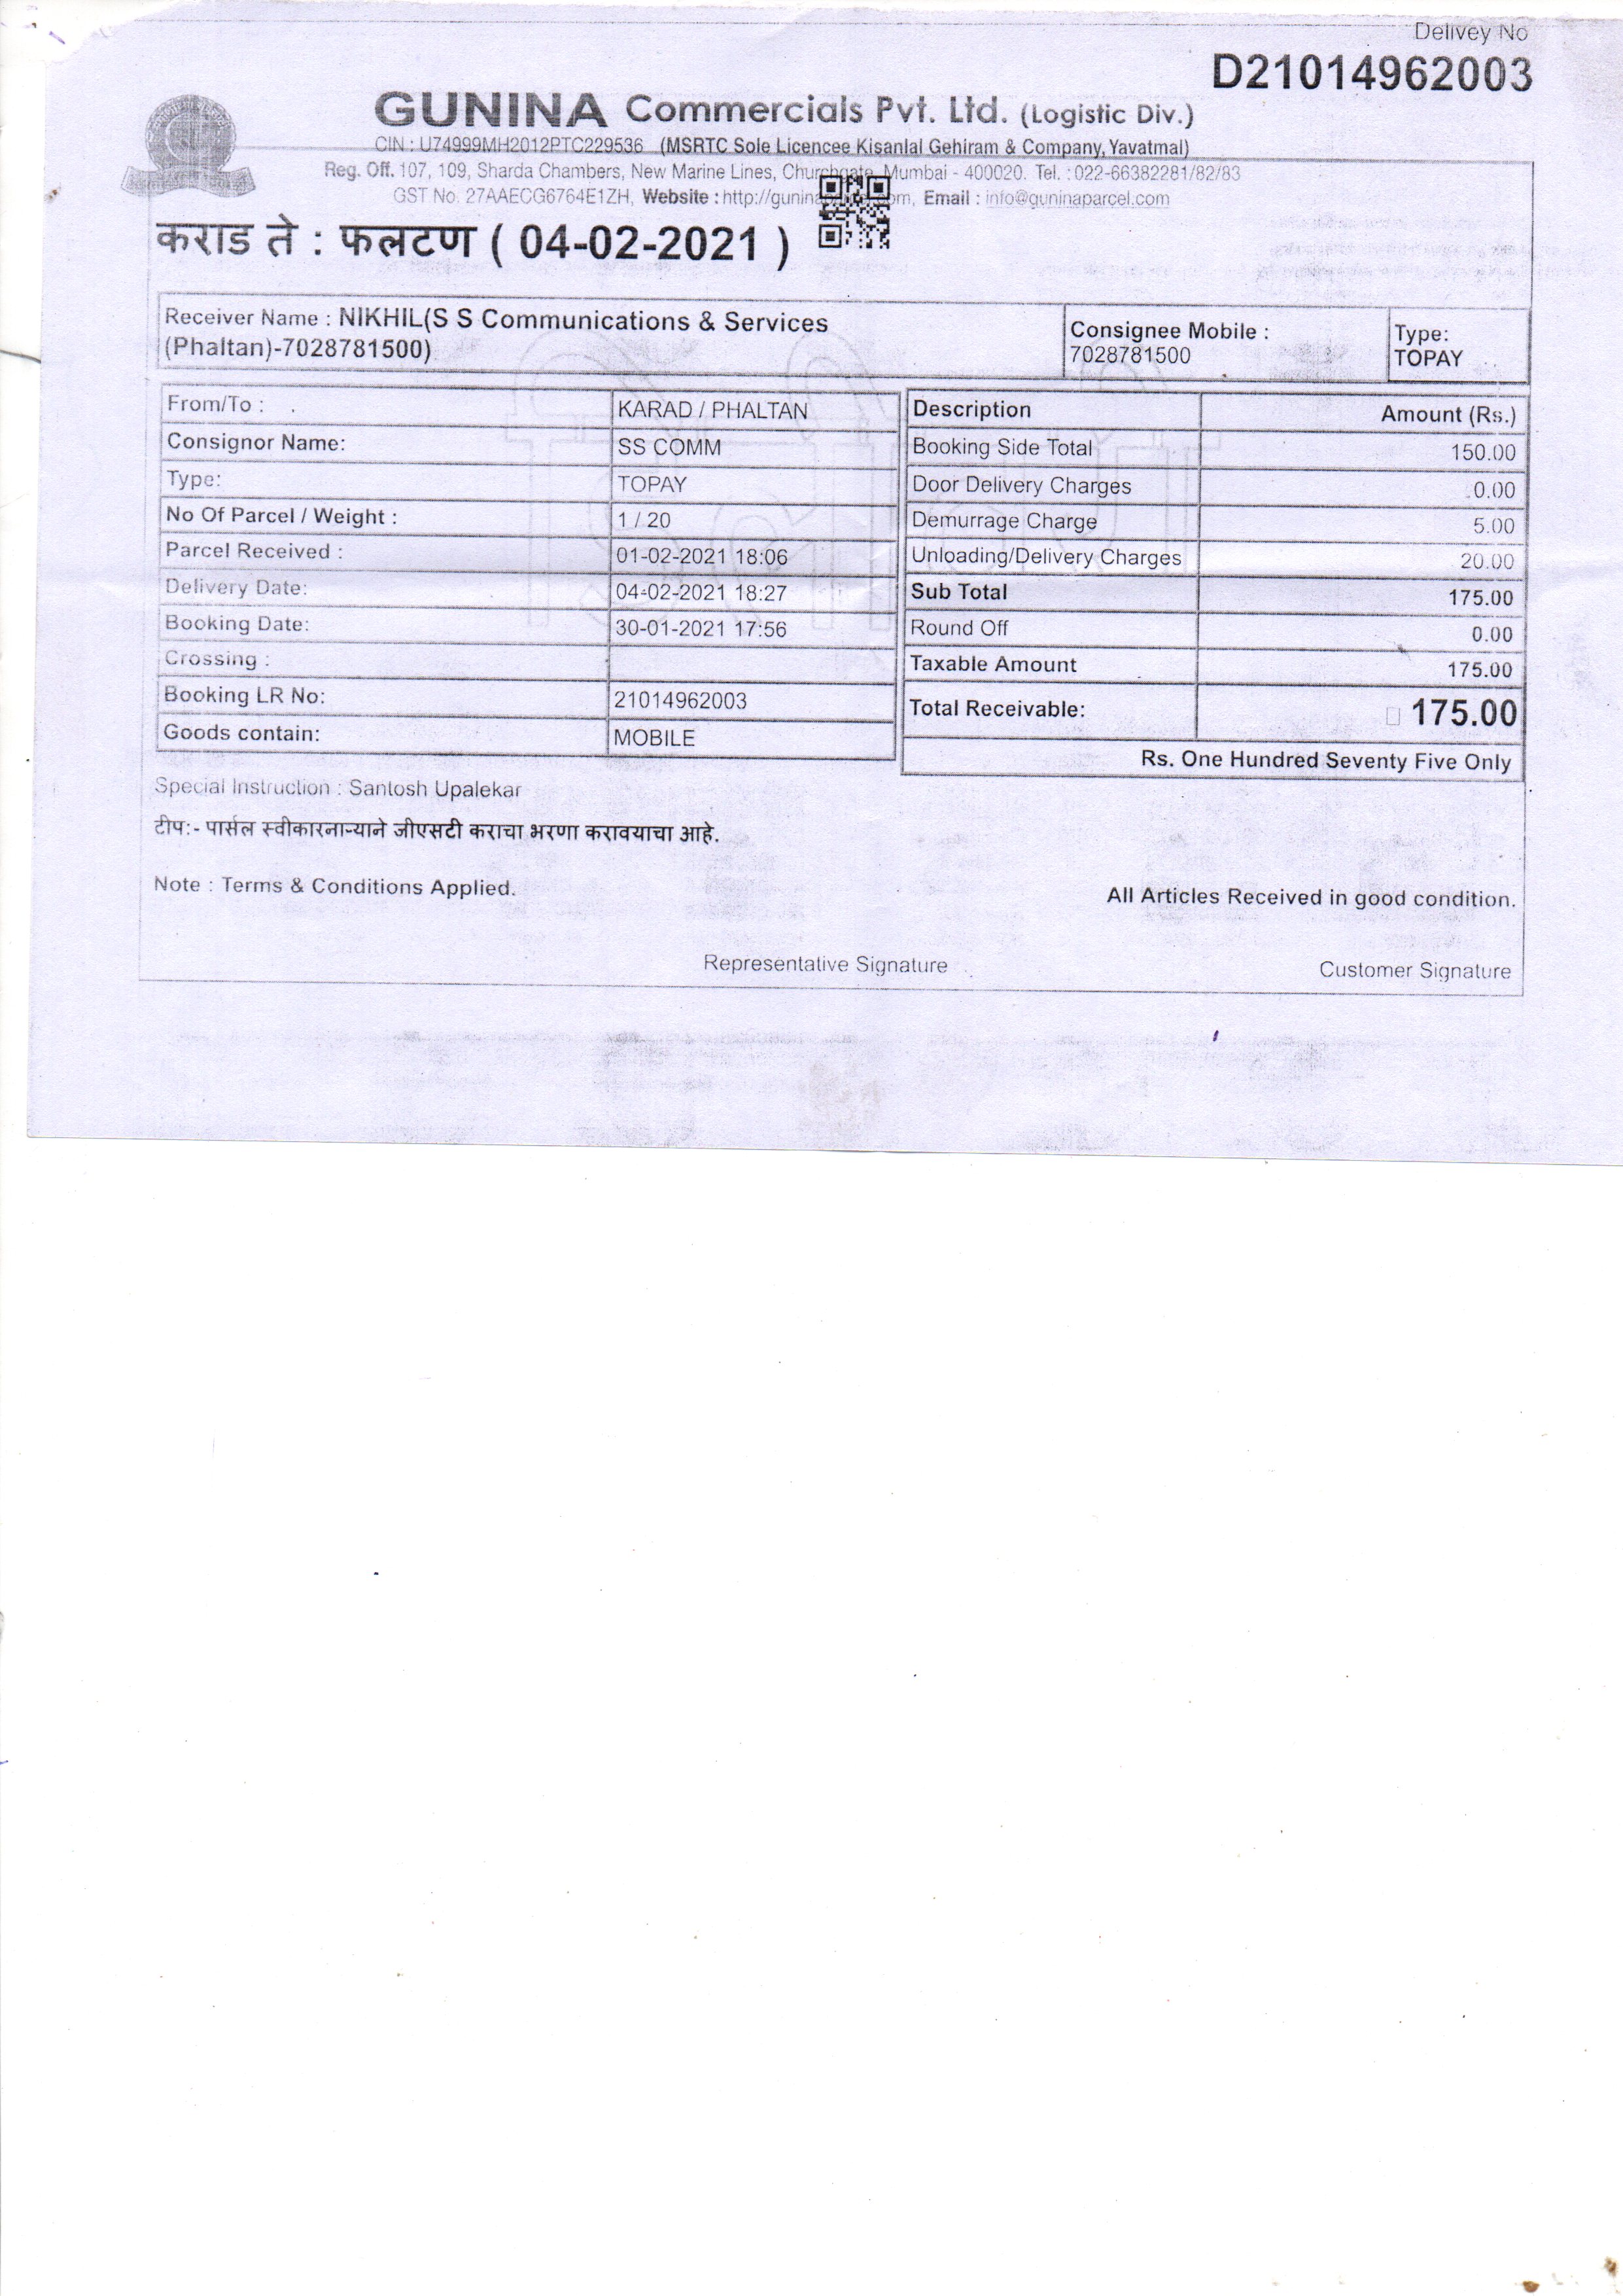 Delivey No
D21014962003
GUNINA Commercials Pvt. Ltd. (Logistic Div.)
CIN : U74999MH2012PTC229536 (MSRTC Sole Licencee Kisanlal Gehiram & Company, Yavatmal)
Reg. Off. 107, 109, Sharda Chambers, New Marine Lines, Churchgate, Mumbai - 400020. Tel. : 022-66382281/82/83
GST No. 27AAECG6764E1ZH, Website : Email : info@guninaparcel.com
कराड ते : फलटण ( 04-02-2021 )
Receiver Name : NIKHIL(S S Communications & Services
(Phaltan)-7028781500)
Consignee Mobile :
7028781500
Type:
TOPAY
From/To : KARAD / PHALTAN
Consignor Name: SS COMM
Type: TOPAY
No Of Parcel / Weight : 1 / 20
Parcel Received : 01-02-2021 18:06
Delivery Date: 04-02-2021 18:27
Booking Date: 30-01-2021 17:56
Crossing :
Booking LR No: 21014962003
Goods contain: MOBILE
Description Amount (Rs.)
Booking Side Total 150.00
Door Delivery Charges 0.00
Demurrage Charge 5.00
Unloading/Delivery Charges 20.00
Sub Total 175.00
Round Off 0.00
Taxable Amount 175.00
Total Receivable: 175.00
Rs. One Hundred Seventy Five Only
Special Instruction : Santosh Upalekar
टीप:- पार्सल स्वीकारनाऱ्याने जीएसटी कराचा भरणा करावयाचा आहे.
Note : Terms & Conditions Applied.
All Articles Received in good condition.
Representative Signature
Customer Signature